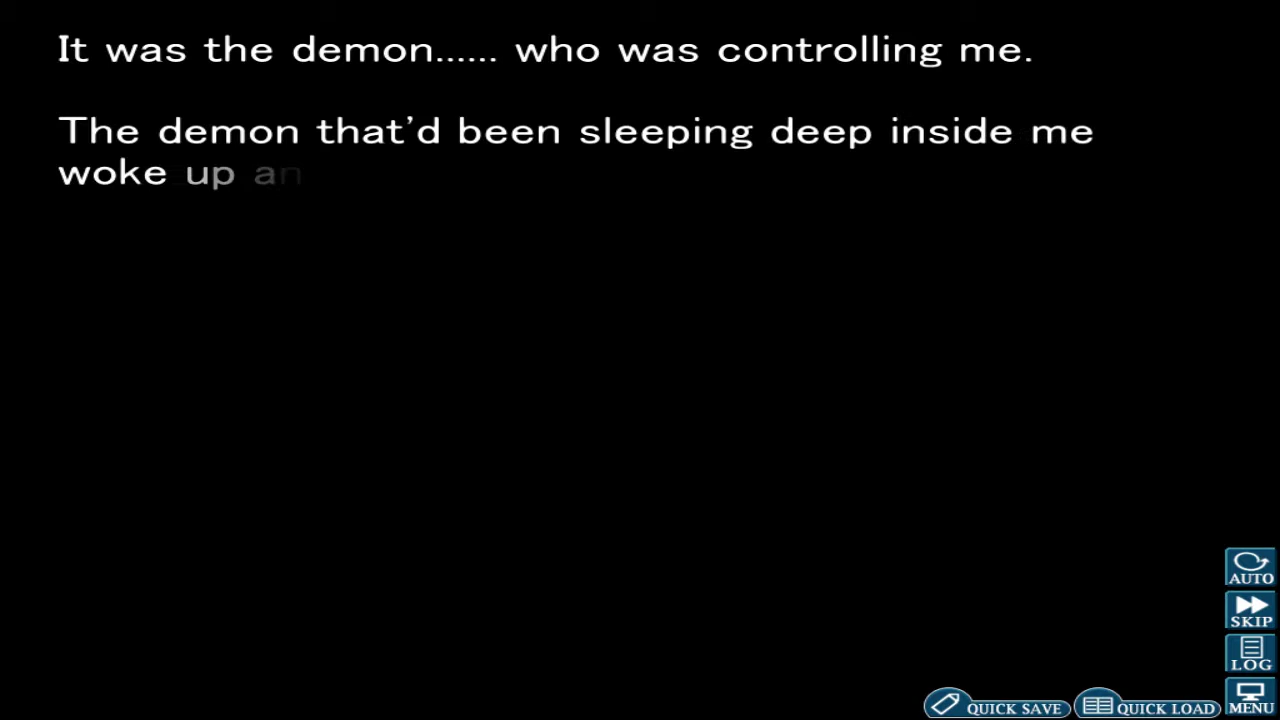 It was the demon...... who was controlling me.
The demon that'd been sleeping deep inside me
woke up an
AUTO
SKIP
LOG
MENU
QUICK SAVE
QUICK LOAD